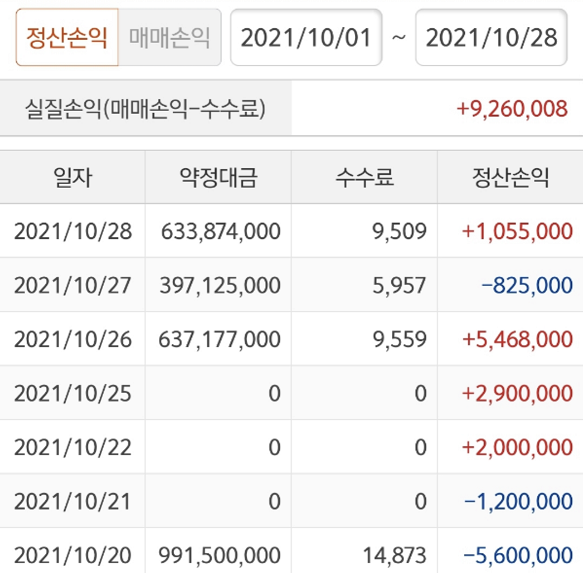 정산손익 매매손익 2021/10/01 ~ 2021/10/28
실질손익(매매손익-수수료) +9,260,008
일자 약정대금 수수료 정산손익
2021/10/28 633,874,000 9,509 +1,055,000
2021/10/27 397,125,000 5,957 -825,000
2021/10/26 637,177,000 9,559 +5,468,000
2021/10/25 0 0 +2,900,000
2021/10/22 0 0 +2,000,000
2021/10/21 0 0 -1,200,000
2021/10/20 991,500,000 14,873 -5,600,000